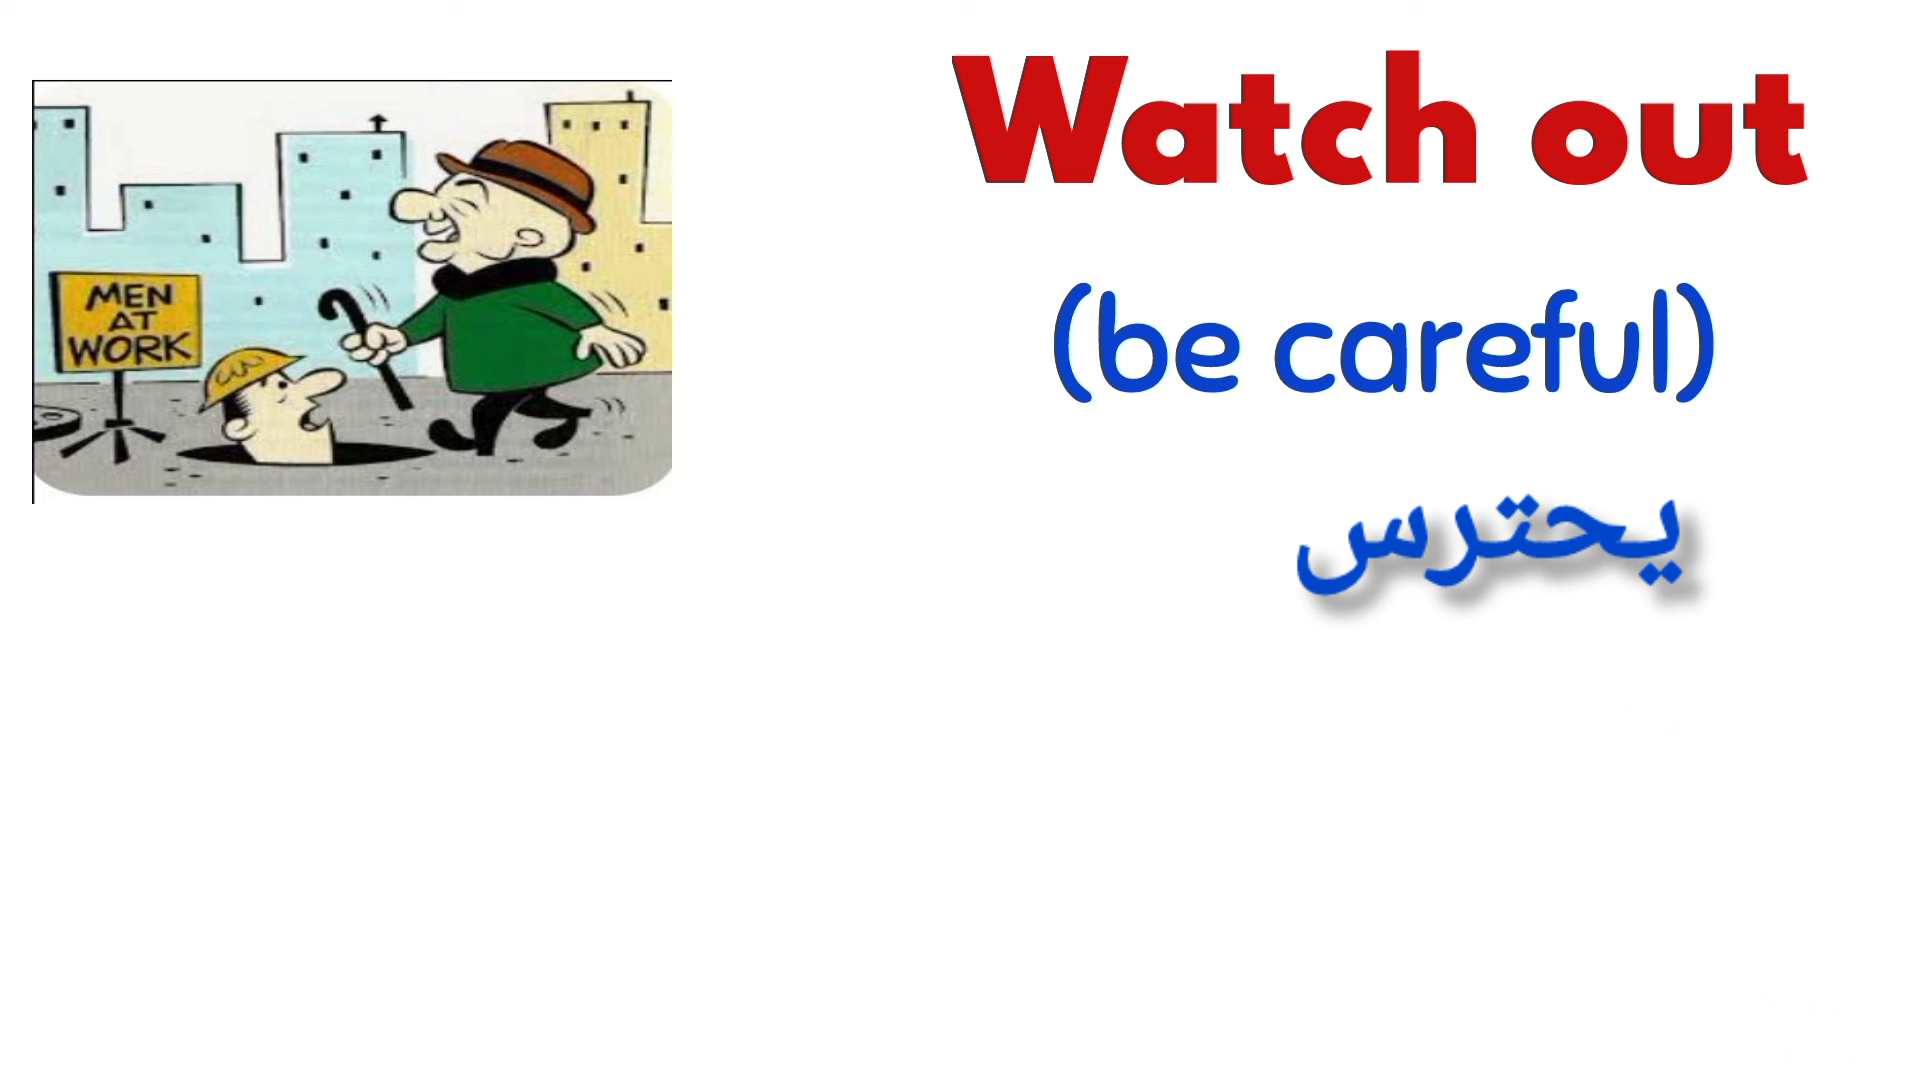 Watch out
(be careful)
يحترس
MEN
AT
WORK